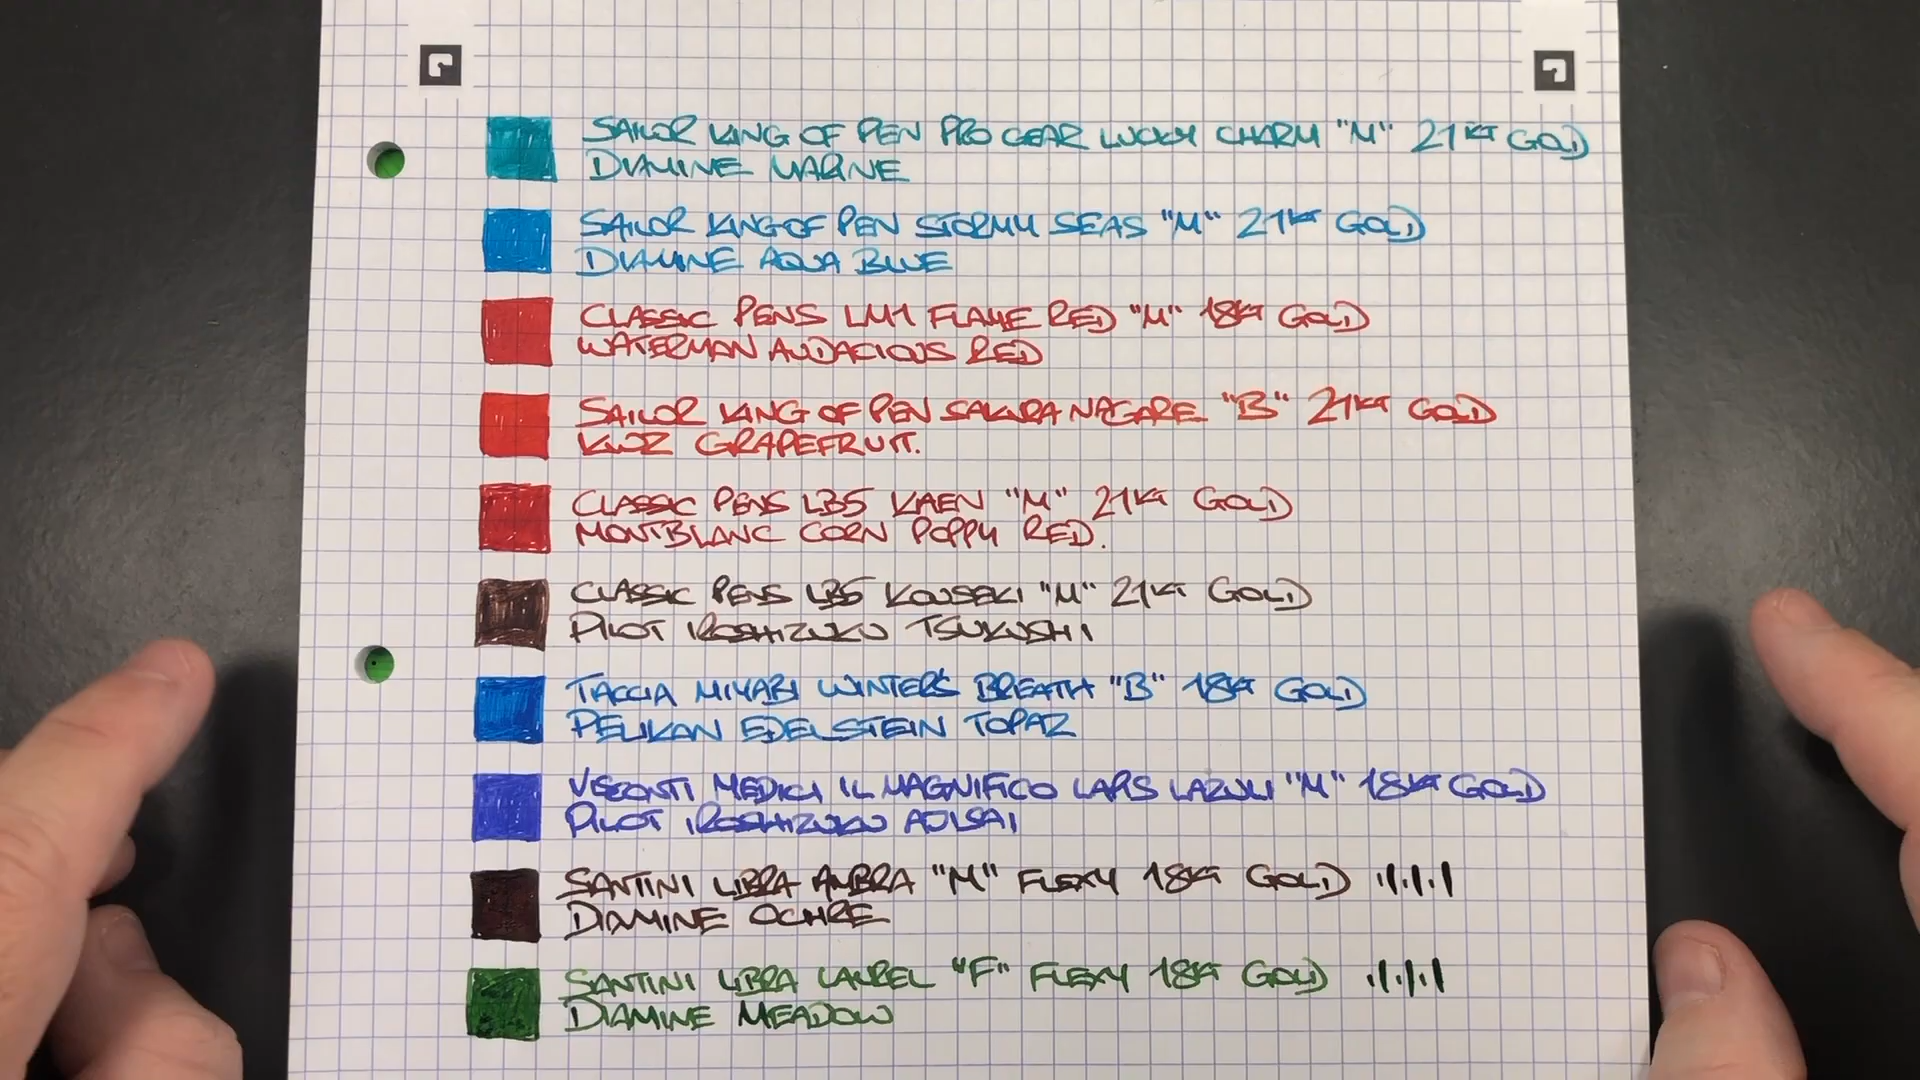 SAILOR KING OF PEN PRO GEAR LUCKY CHARM "M" 21KT GOLD
DIAMINE MARINE
SAILOR KING OF PEN STORMY SEAS "M" 21KT GOLD
DIAMINE AQUA BLUE
CLASSIC PENS LM1 FLAME RED "M" 18KT GOLD
WATERMAN AUDACIOUS RED
SAILOR KING OF PEN SAKURA NAGARE "B" 21KT GOLD
KWZ GRAPEFRUIT.
CLASSIC PENS LB5 KAEN "M" 21KT GOLD
MONTBLANC CORN POPPY RED.
CLASSIC PENS LB5 KOUSEKI "M" 21KT GOLD
PILOT IROSHIZUKU TSUKUSHI
TACCIA MIYABI WINTER'S BREATH "B" 18KT GOLD
PELIKAN EDELSTEIN TOPAZ
VISCONTI MEDICI IL MAGNIFICO LAPIS LAZULI "M" 18KT GOLD
PILOT IROSHIZUKU AJISAI
SANTINI LIBRA AMBRA "M" FLEXY 18KT GOLD
DIAMINE OCHRE
SANTINI LIBRA LAUREL "F" FLEXY 18KT GOLD
DIAMINE MEADOW